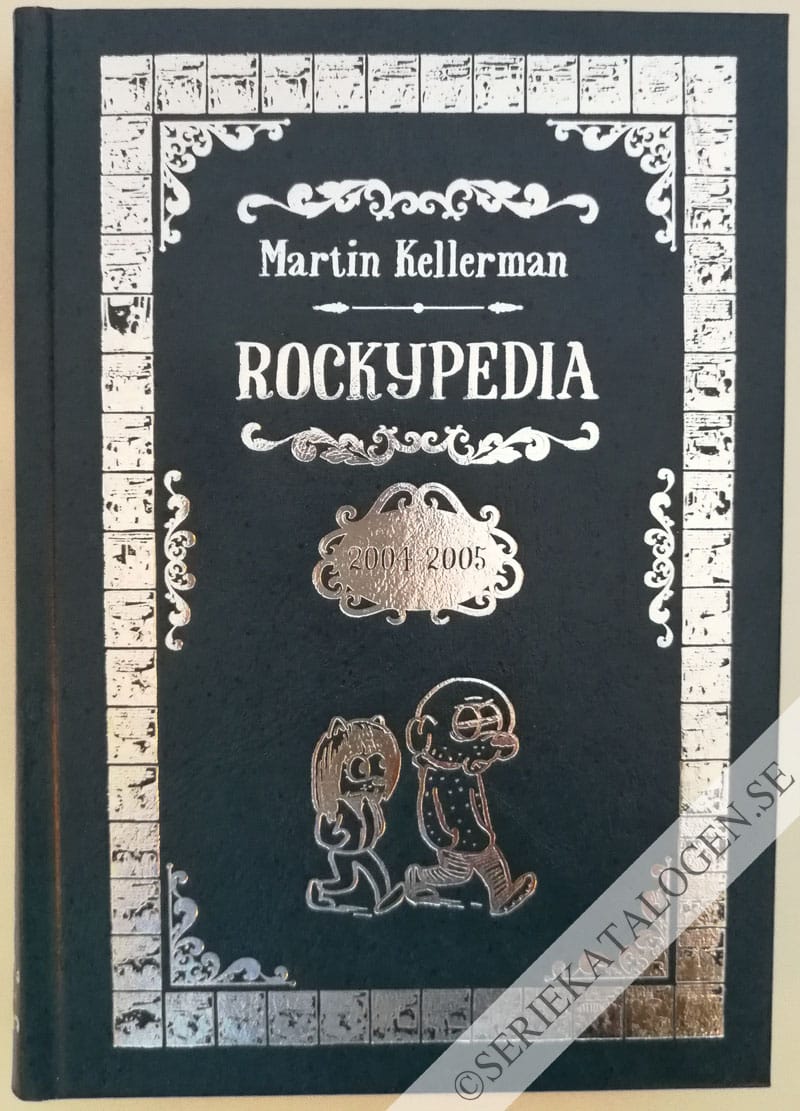 Martin Kellerman
ROCKYPEDIA
2004 2005
©SERIEKATALOGEN.SE